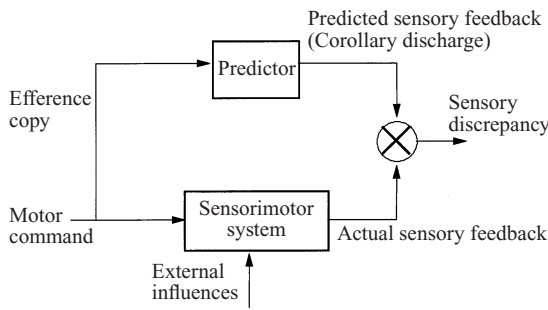 Predicted sensory feedback
(Corollary discharge)
Predictor
Efference
copy
Sensory
discrepancy
Motor
command
Sensorimotor
system
Actual sensory feedback
External
influences